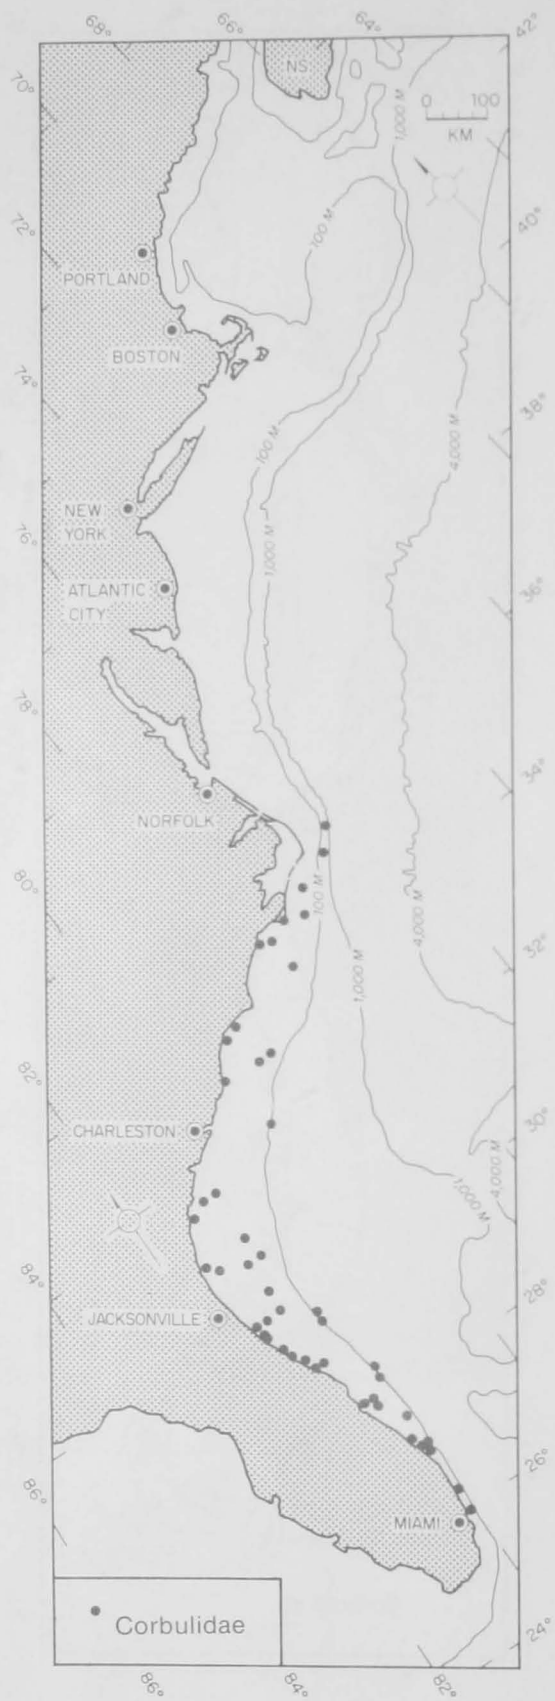 68° 66° 64° 42°
NS
0 100
KM
1,000 M
70°
40°
100 M
72°
PORTLAND
BOSTON
74°
38°
100 M
4,000 M
NEW
YORK
1,000 M
76°
ATLANTIC
CITY
36°
78°
34°
NORFOLK
80°
100 M
4,000 M
32°
1,000 M
82°
CHARLESTON
30°
4,000 M
1,000 M
84°
28°
JACKSONVILLE
26°
86°
MIAMI
Corbulidae
24°
86° 84° 82°